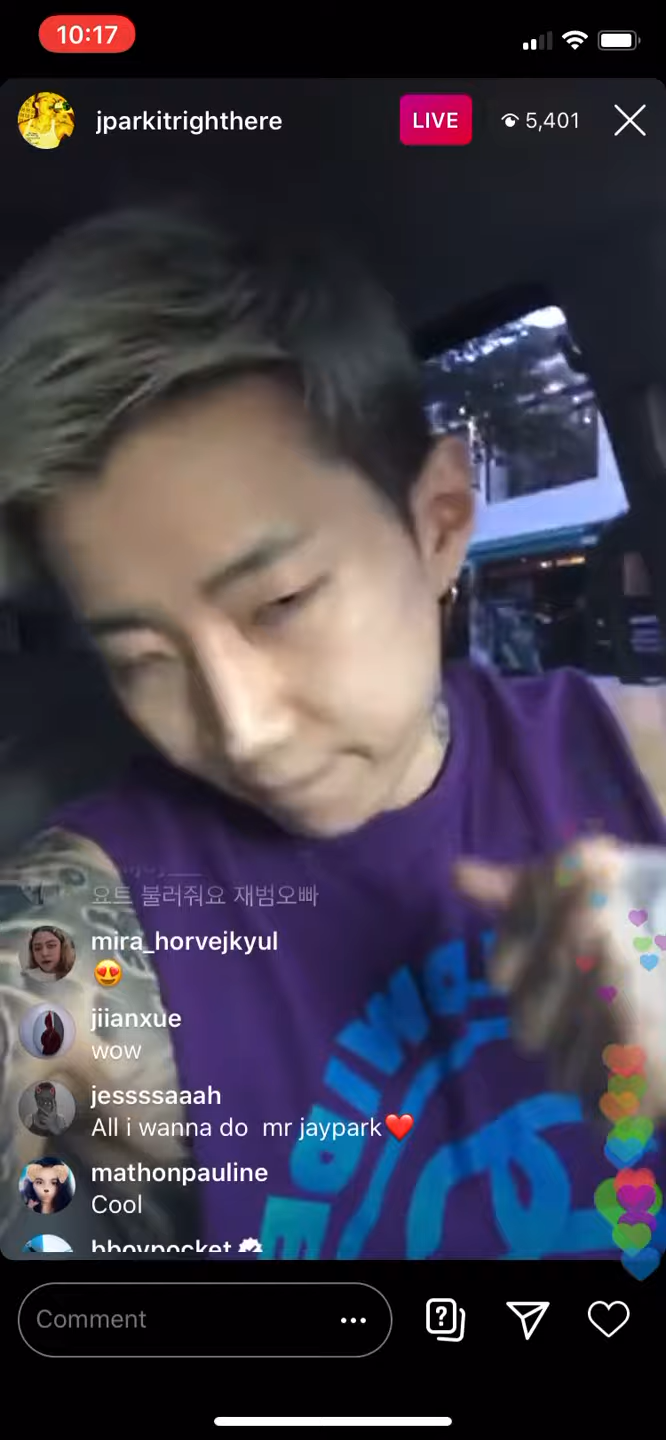 10:17
jparkitrighthere
LIVE
5,401
요트 불러줘요 재범오빠
mira_horvejkyul
😍
jiianxue
wow
jessssaaah
All i wanna do  mr jaypark❤️
mathonpauline
Cool
bboypocket
Comment